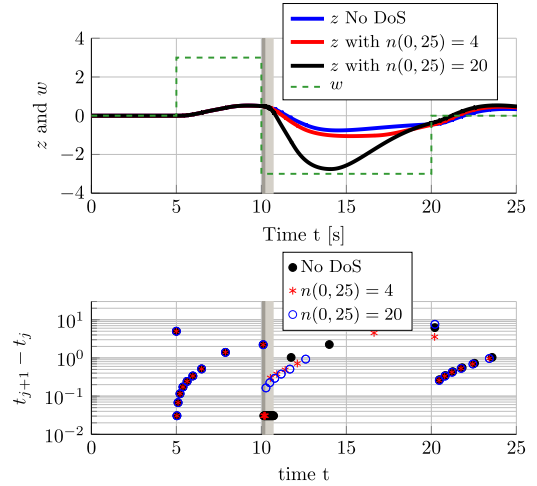 z No DoS
z with n(0, 25) = 4
z with n(0, 25) = 20
w
z and w
4
2
0
−2
−4
0 5 10 15 20 25
Time t [s]
No DoS
n(0, 25) = 4
n(0, 25) = 20
t_{j+1} − t_j
10^1
10^0
10^{−1}
10^{−2}
0 5 10 15 20 25
time t